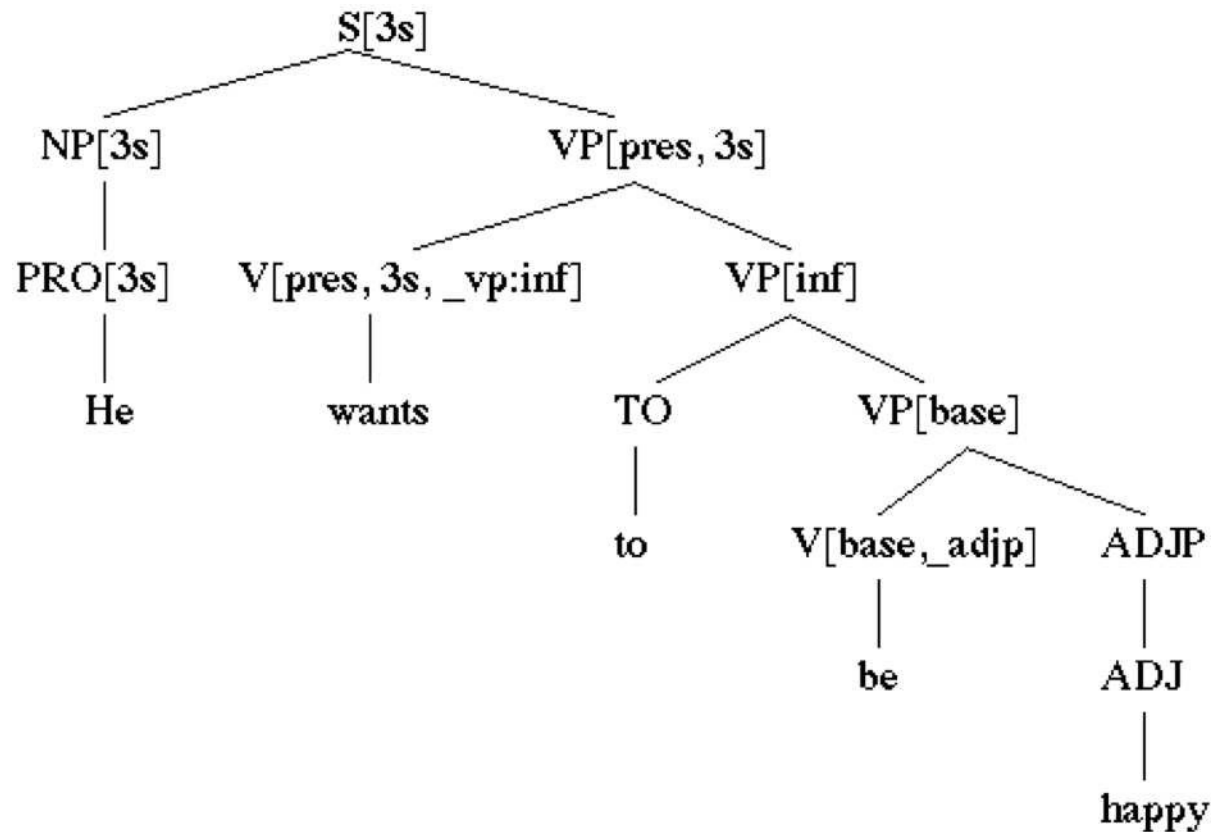 S[3s]
NP[3s] VP[pres, 3s]
PRO[3s] V[pres, 3s, _vp:inf] VP[inf]
He wants TO VP[base]
to V[base,_adjp] ADJP
be ADJ
happy